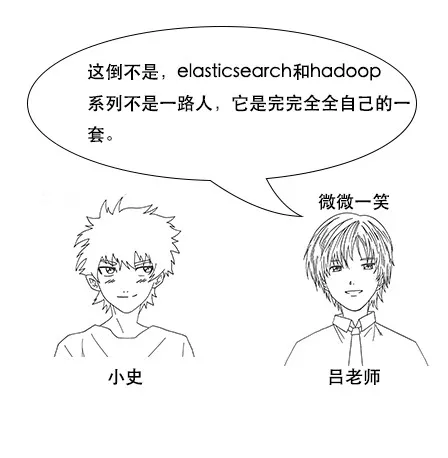 这倒不是，elasticsearch和hadoop
系列不是一路人，它是完完全全自己的一
套。
微微一笑
小史
吕老师